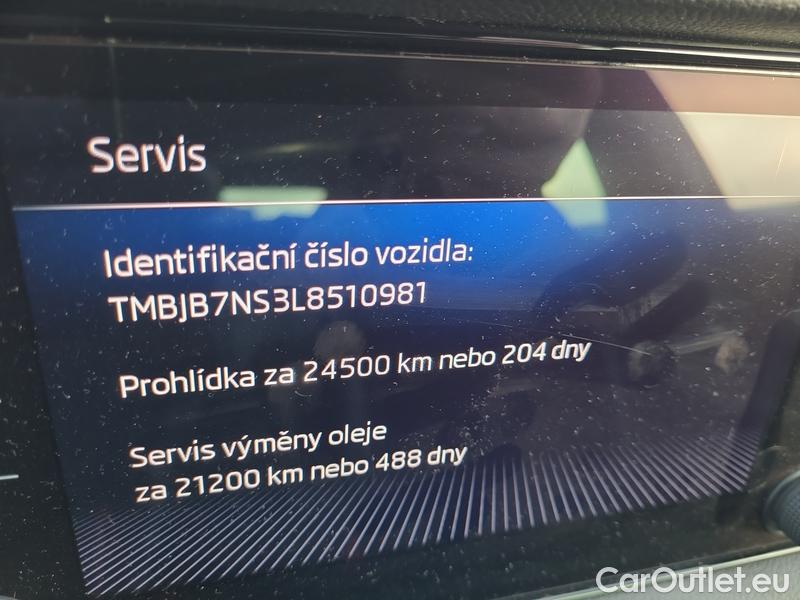 Servis
Identifikační číslo vozidla:
TMBJB7NS3L8510981
Prohlídka za 24500 km nebo 204 dny
Servis výměny oleje
za 21200 km nebo 488 dny
CarOutlet.eu